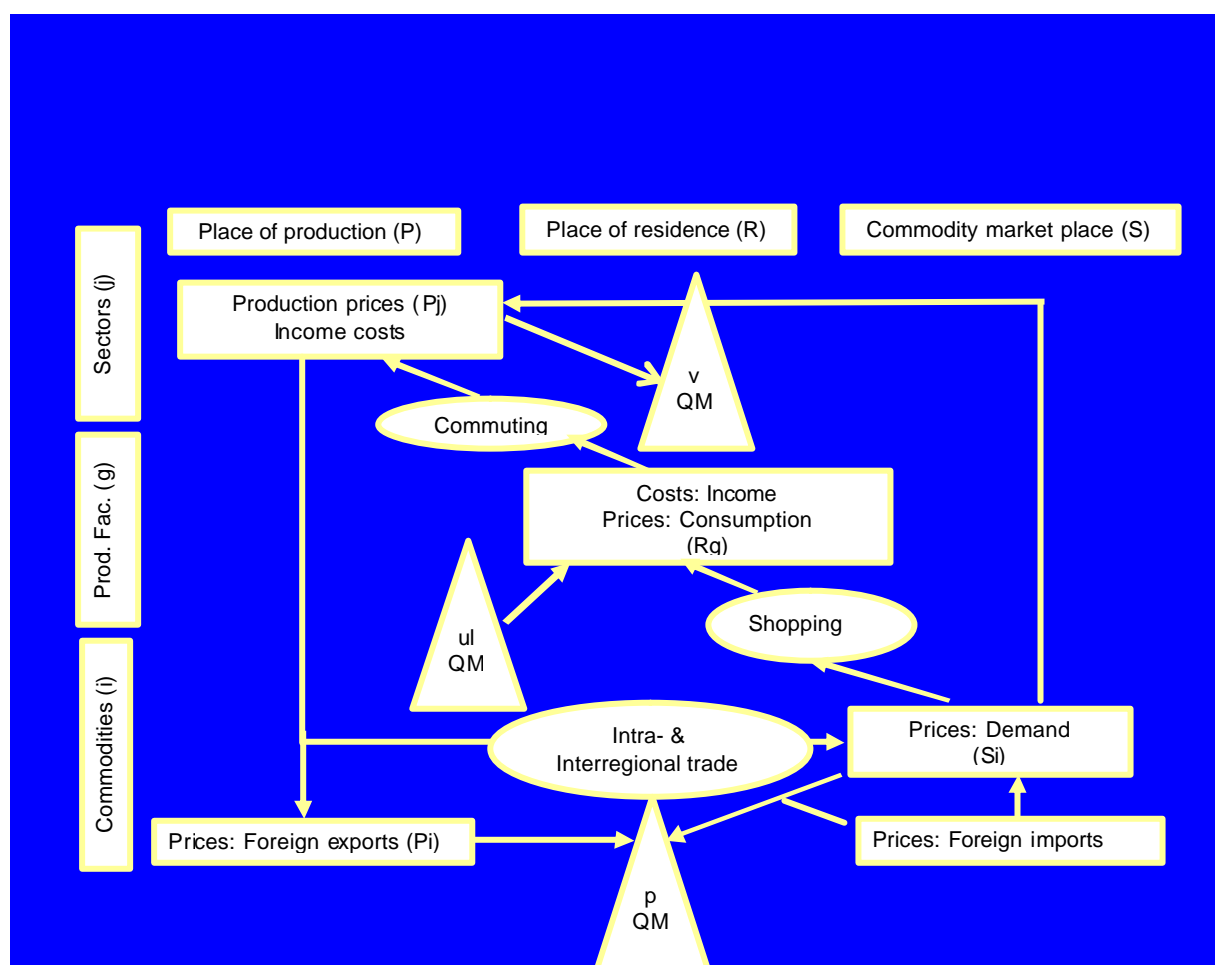 Place of production (P)
Place of residence (R)
Commodity market place (S)
Sectors (j)
Production prices (Pj)
Income costs
v
QM
Commuting
Prod. Fac. (g)
Costs: Income
Prices: Consumption
(Rg)
ul
QM
Shopping
Commodities (i)
Intra- &
Interregional trade
Prices: Demand
(Si)
Prices: Foreign exports (Pi)
Prices: Foreign imports
p
QM